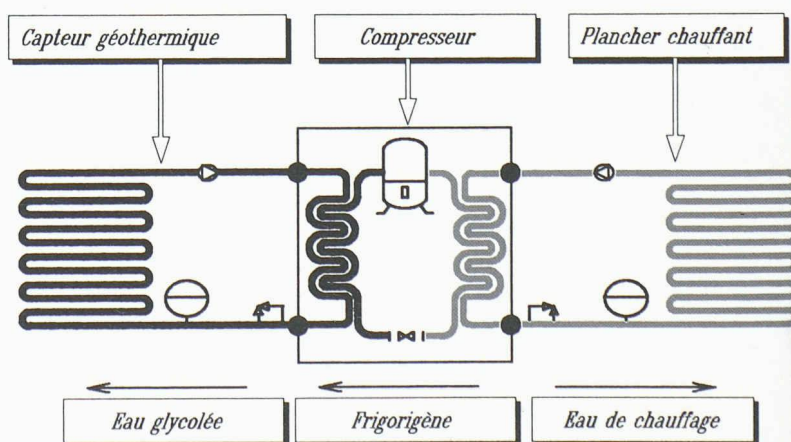 Capteur géothermique
Compresseur
Plancher chauffant
Eau glycolée
Frigorigène
Eau de chauffage